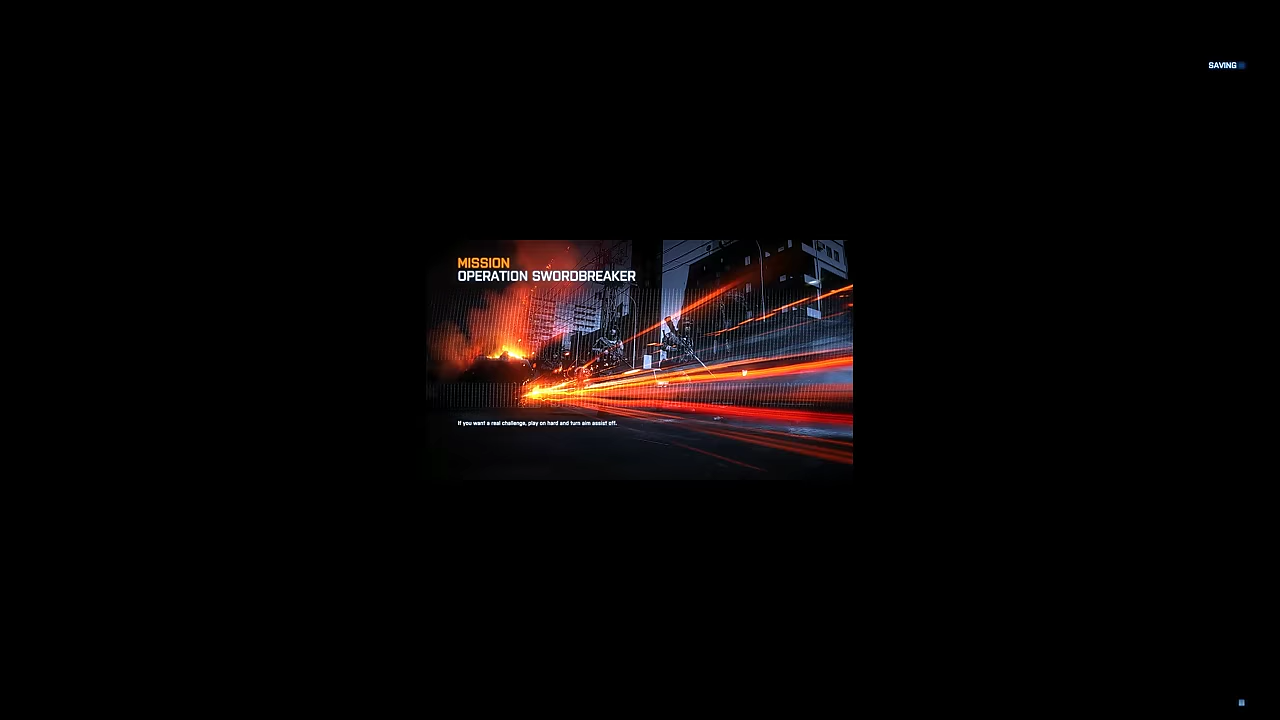 SAVING
MISSION
OPERATION SWORDBREAKER
If you want a real challenge, play on hard and turn aim assist off.